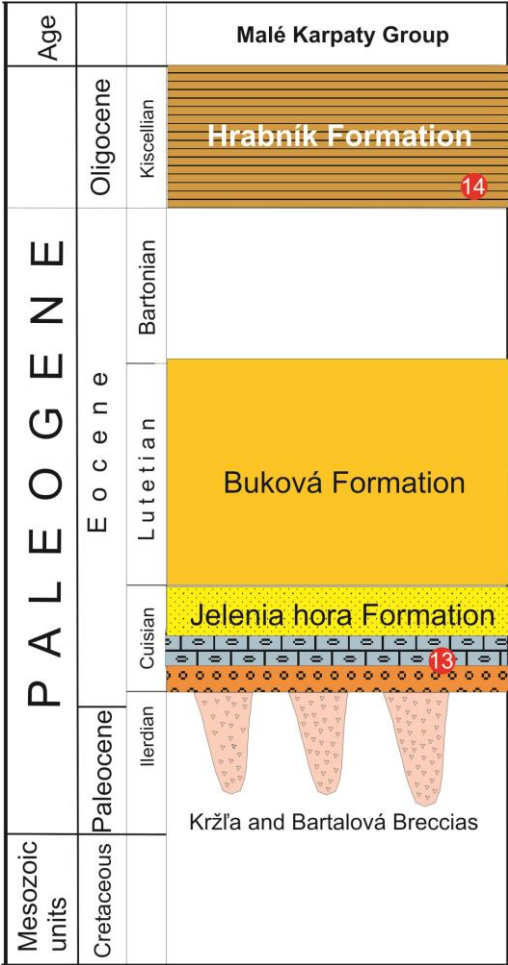 Age
Malé Karpaty Group
PALEOGENE
Oligocene
Kiscellian
Hrabník Formation
14
Eocene
Bartonian
Lutetian
Buková Formation
Cuisian
Jelenia hora Formation
13
Paleocene
Ilerdian
Kržľa and Bartalová Breccias
Mesozoic
units
Cretaceous